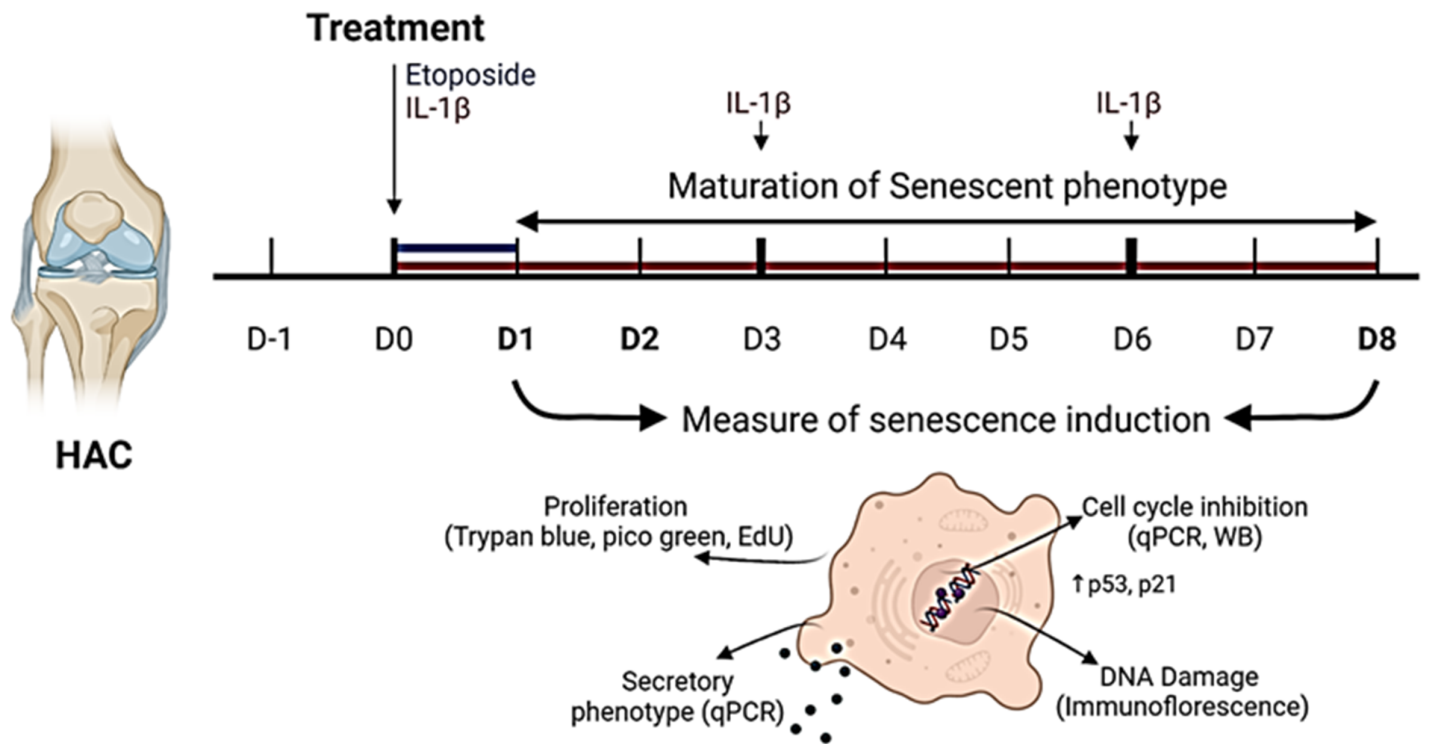 Treatment
Etoposide
IL-1β
IL-1β
IL-1β
Maturation of Senescent phenotype
D-1 D0 D1 D2 D3 D4 D5 D6 D7 D8
HAC
Measure of senescence induction
Proliferation
(Trypan blue, pico green, EdU)
Cell cycle inhibition
(qPCR, WB)
↑p53, p21
Secretory
phenotype (qPCR)
DNA Damage
(Immunoflorescence)